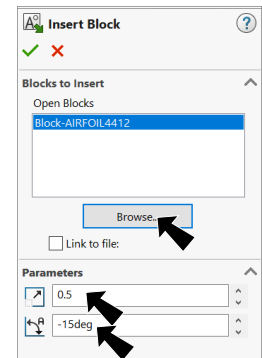 Insert Block
Blocks to Insert
Open Blocks
Block-AIRFOIL4412
Browse...
Link to file:
Parameters
0.5
-15deg